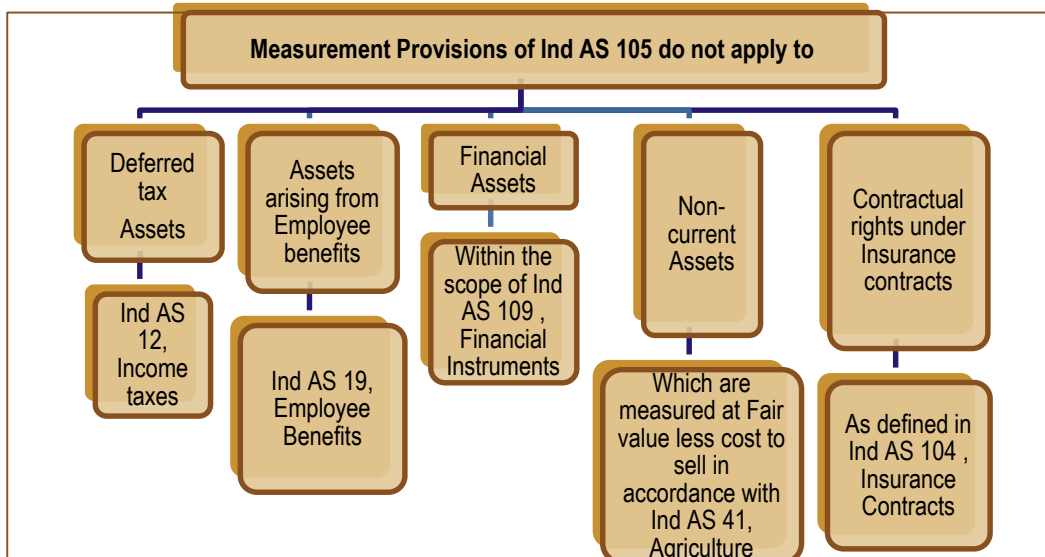 Measurement Provisions of Ind AS 105 do not apply to
Deferred
tax
Assets
Ind AS
12,
Income
taxes
Assets
arising from
Employee
benefits
Ind AS 19,
Employee
Benefits
Financial
Assets
Within the
scope of Ind
AS 109 ,
Financial
Instruments
Non-
current
Assets
Which are
measured at Fair
value less cost to
sell in
accordance with
Ind AS 41,
Agriculture
Contractual
rights under
Insurance
contracts
As defined in
Ind AS 104 ,
Insurance
Contracts